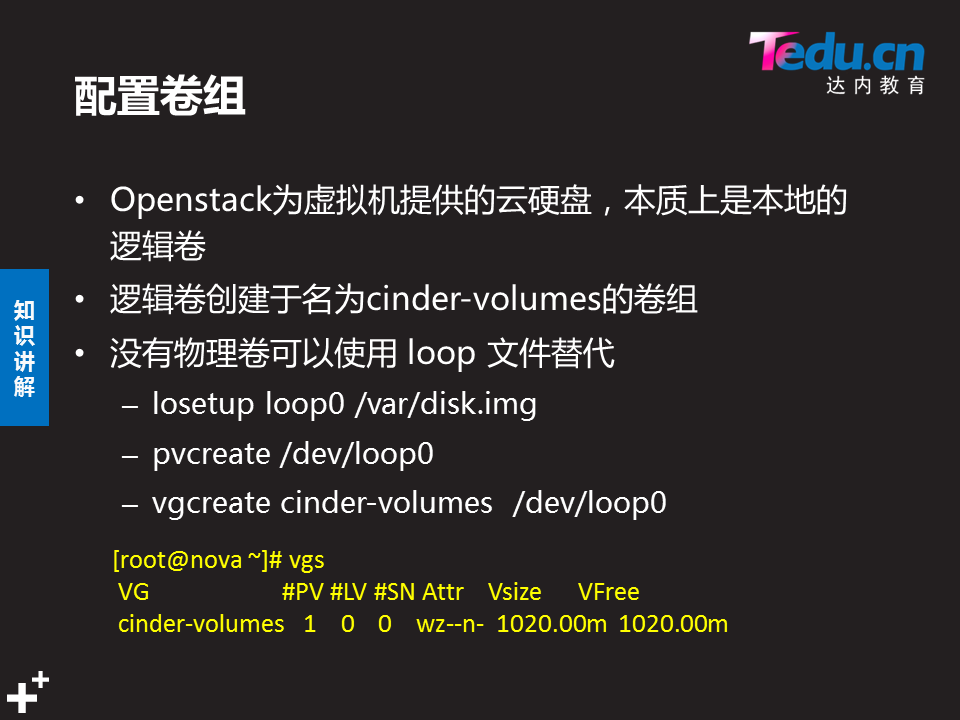 Tedu.cn
达内教育
配置卷组
• Openstack为虚拟机提供的云硬盘，本质上是本地的
逻辑卷
• 逻辑卷创建于名为cinder-volumes的卷组
• 没有物理卷可以使用 loop 文件替代
– losetup loop0 /var/disk.img
– pvcreate /dev/loop0
– vgcreate cinder-volumes /dev/loop0
知识讲解
[root@nova ~]# vgs
VG #PV #LV #SN Attr Vsize VFree
cinder-volumes 1 0 0 wz--n- 1020.00m 1020.00m